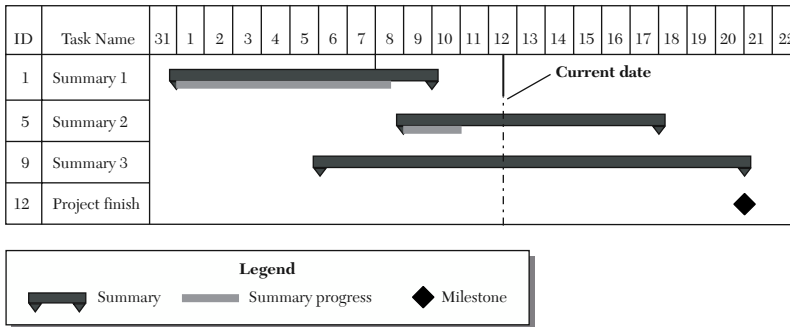 ID Task Name 31 1 2 3 4 5 6 7 8 9 10 11 12 13 14 15 16 17 18 19 20 21 22
1 Summary 1
Current date
5 Summary 2
9 Summary 3
12 Project finish
Legend
Summary Summary progress Milestone